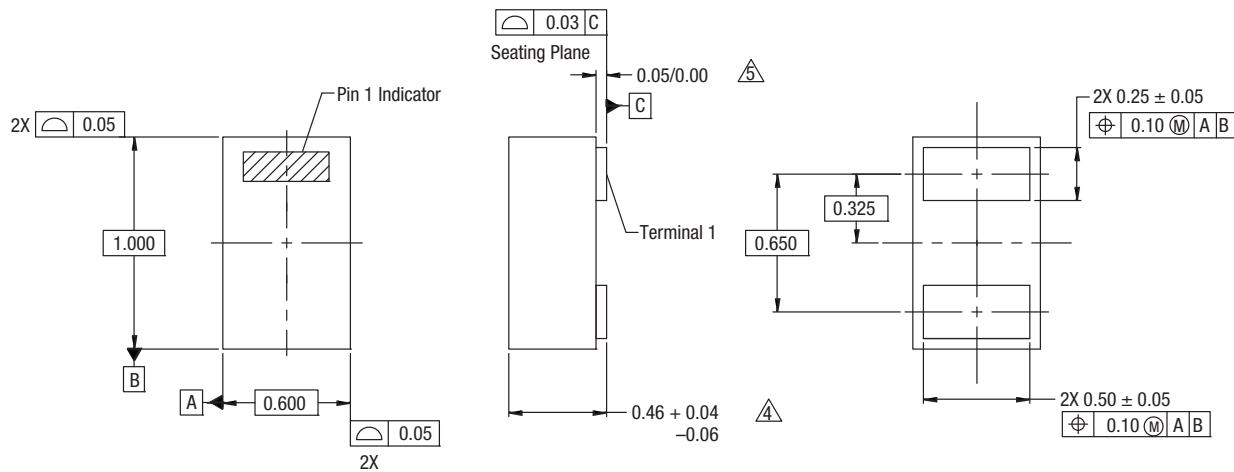 ⌓ 0.03 C
Seating Plane
0.05/0.00 5
C
Pin 1 Indicator
2X ⌓ 0.05
2X 0.25 ± 0.05
⌖ 0.10 Ⓜ A B
1.000
Terminal 1
0.325
0.650
B
A
0.600
⌓ 0.05
2X
0.46 + 0.04
–0.06
4
2X 0.50 ± 0.05
⌖ 0.10 Ⓜ A B